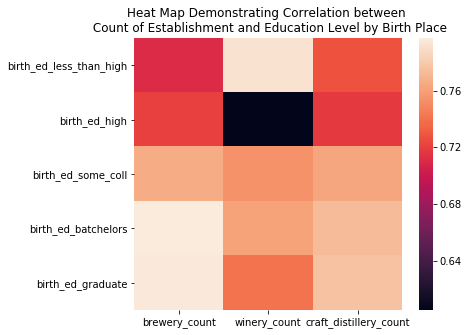 Heat Map Demonstrating Correlation between
Count of Establishment and Education Level by Birth Place
birth_ed_less_than_high
birth_ed_high
birth_ed_some_coll
birth_ed_batchelors
birth_ed_graduate
brewery_count
winery_count
craft_distillery_count
0.76
0.72
0.68
0.64